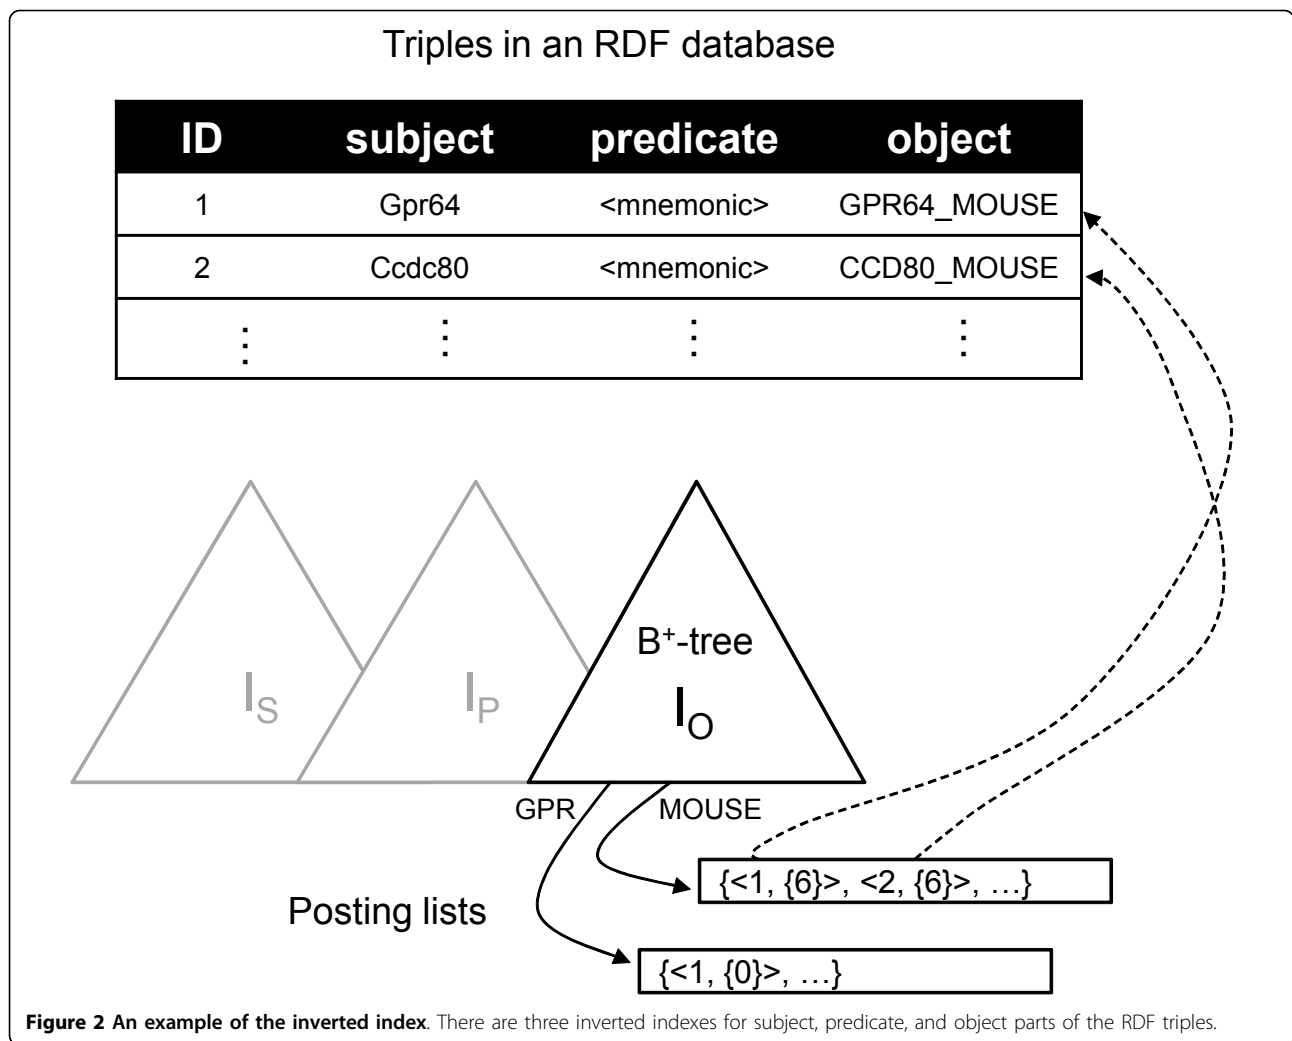 Triples in an RDF database
ID subject predicate object
1 Gpr64 <mnemonic> GPR64_MOUSE
2 Ccdc80 <mnemonic> CCD80_MOUSE
⋮ ⋮ ⋮ ⋮
B+-tree
IS IP IO
GPR MOUSE
{<1, {6}>, <2, {6}>, …}
Posting lists
{<1, {0}>, …}
Figure 2 An example of the inverted index. There are three inverted indexes for subject, predicate, and object parts of the RDF triples.